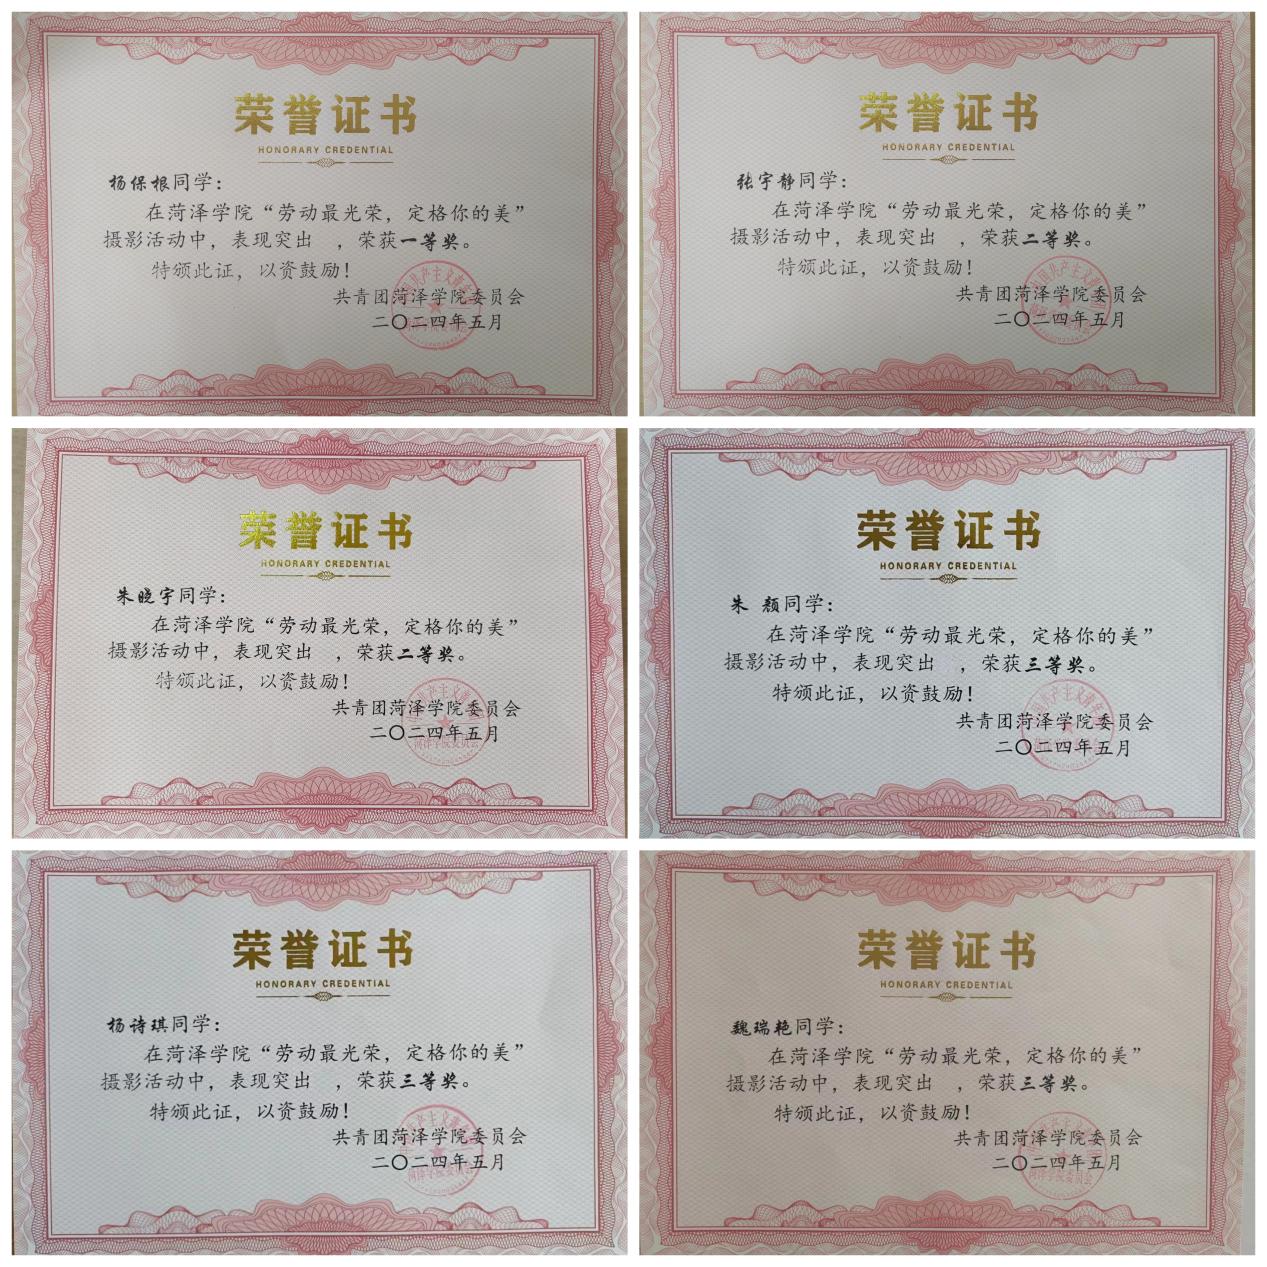 荣誉证书
HONORARY CREDENTIAL
杨保根同学：
在菏泽学院“劳动最光荣，定格你的美”
摄影活动中，表现突出 ，荣获一等奖。
特颁此证，以资鼓励！
共青团菏泽学院委员会
二〇二四年五月
荣誉证书
HONORARY CREDENTIAL
张宇静同学：
在菏泽学院“劳动最光荣，定格你的美”
摄影活动中，表现突出 ，荣获二等奖。
特颁此证，以资鼓励！
共青团菏泽学院委员会
二〇二四年五月
荣誉证书
HONORARY CREDENTIAL
朱晓宇同学：
在菏泽学院“劳动最光荣，定格你的美”
摄影活动中，表现突出 ，荣获二等奖。
特颁此证，以资鼓励！
共青团菏泽学院委员会
二〇二四年五月
荣誉证书
HONORARY CREDENTIAL
朱 颜同学：
在菏泽学院“劳动最光荣，定格你的美”
摄影活动中，表现突出 ，荣获三等奖。
特颁此证，以资鼓励！
共青团菏泽学院委员会
二〇二四年五月
荣誉证书
HONORARY CREDENTIAL
杨诗琪同学：
在菏泽学院“劳动最光荣，定格你的美”
摄影活动中，表现突出 ，荣获三等奖。
特颁此证，以资鼓励！
共青团菏泽学院委员会
二〇二四年五月
荣誉证书
HONORARY CREDENTIAL
魏瑞艳同学：
在菏泽学院“劳动最光荣，定格你的美”
摄影活动中，表现突出 ，荣获三等奖。
特颁此证，以资鼓励！
共青团菏泽学院委员会
二〇二四年五月